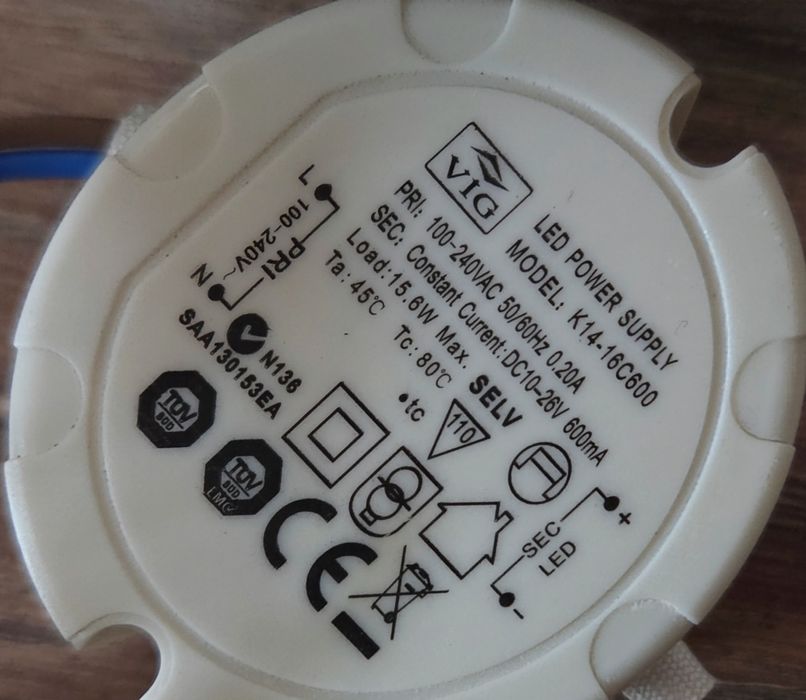 VIG
LED POWER SUPPLY
MODEL: K14-16C600
PRI: 100-240VAC 50/60Hz 0.20A
SEC: Constant Current:DC10-26V 600mA
Load:15.6W Max.
Ta:45℃ Tc:80℃
SELV
•tc
110
L
100-240V~
PRI
N
N136
SAA130153EA
TÜV
SÜD
TÜV
SÜD
CE
+
SEC
LED
-